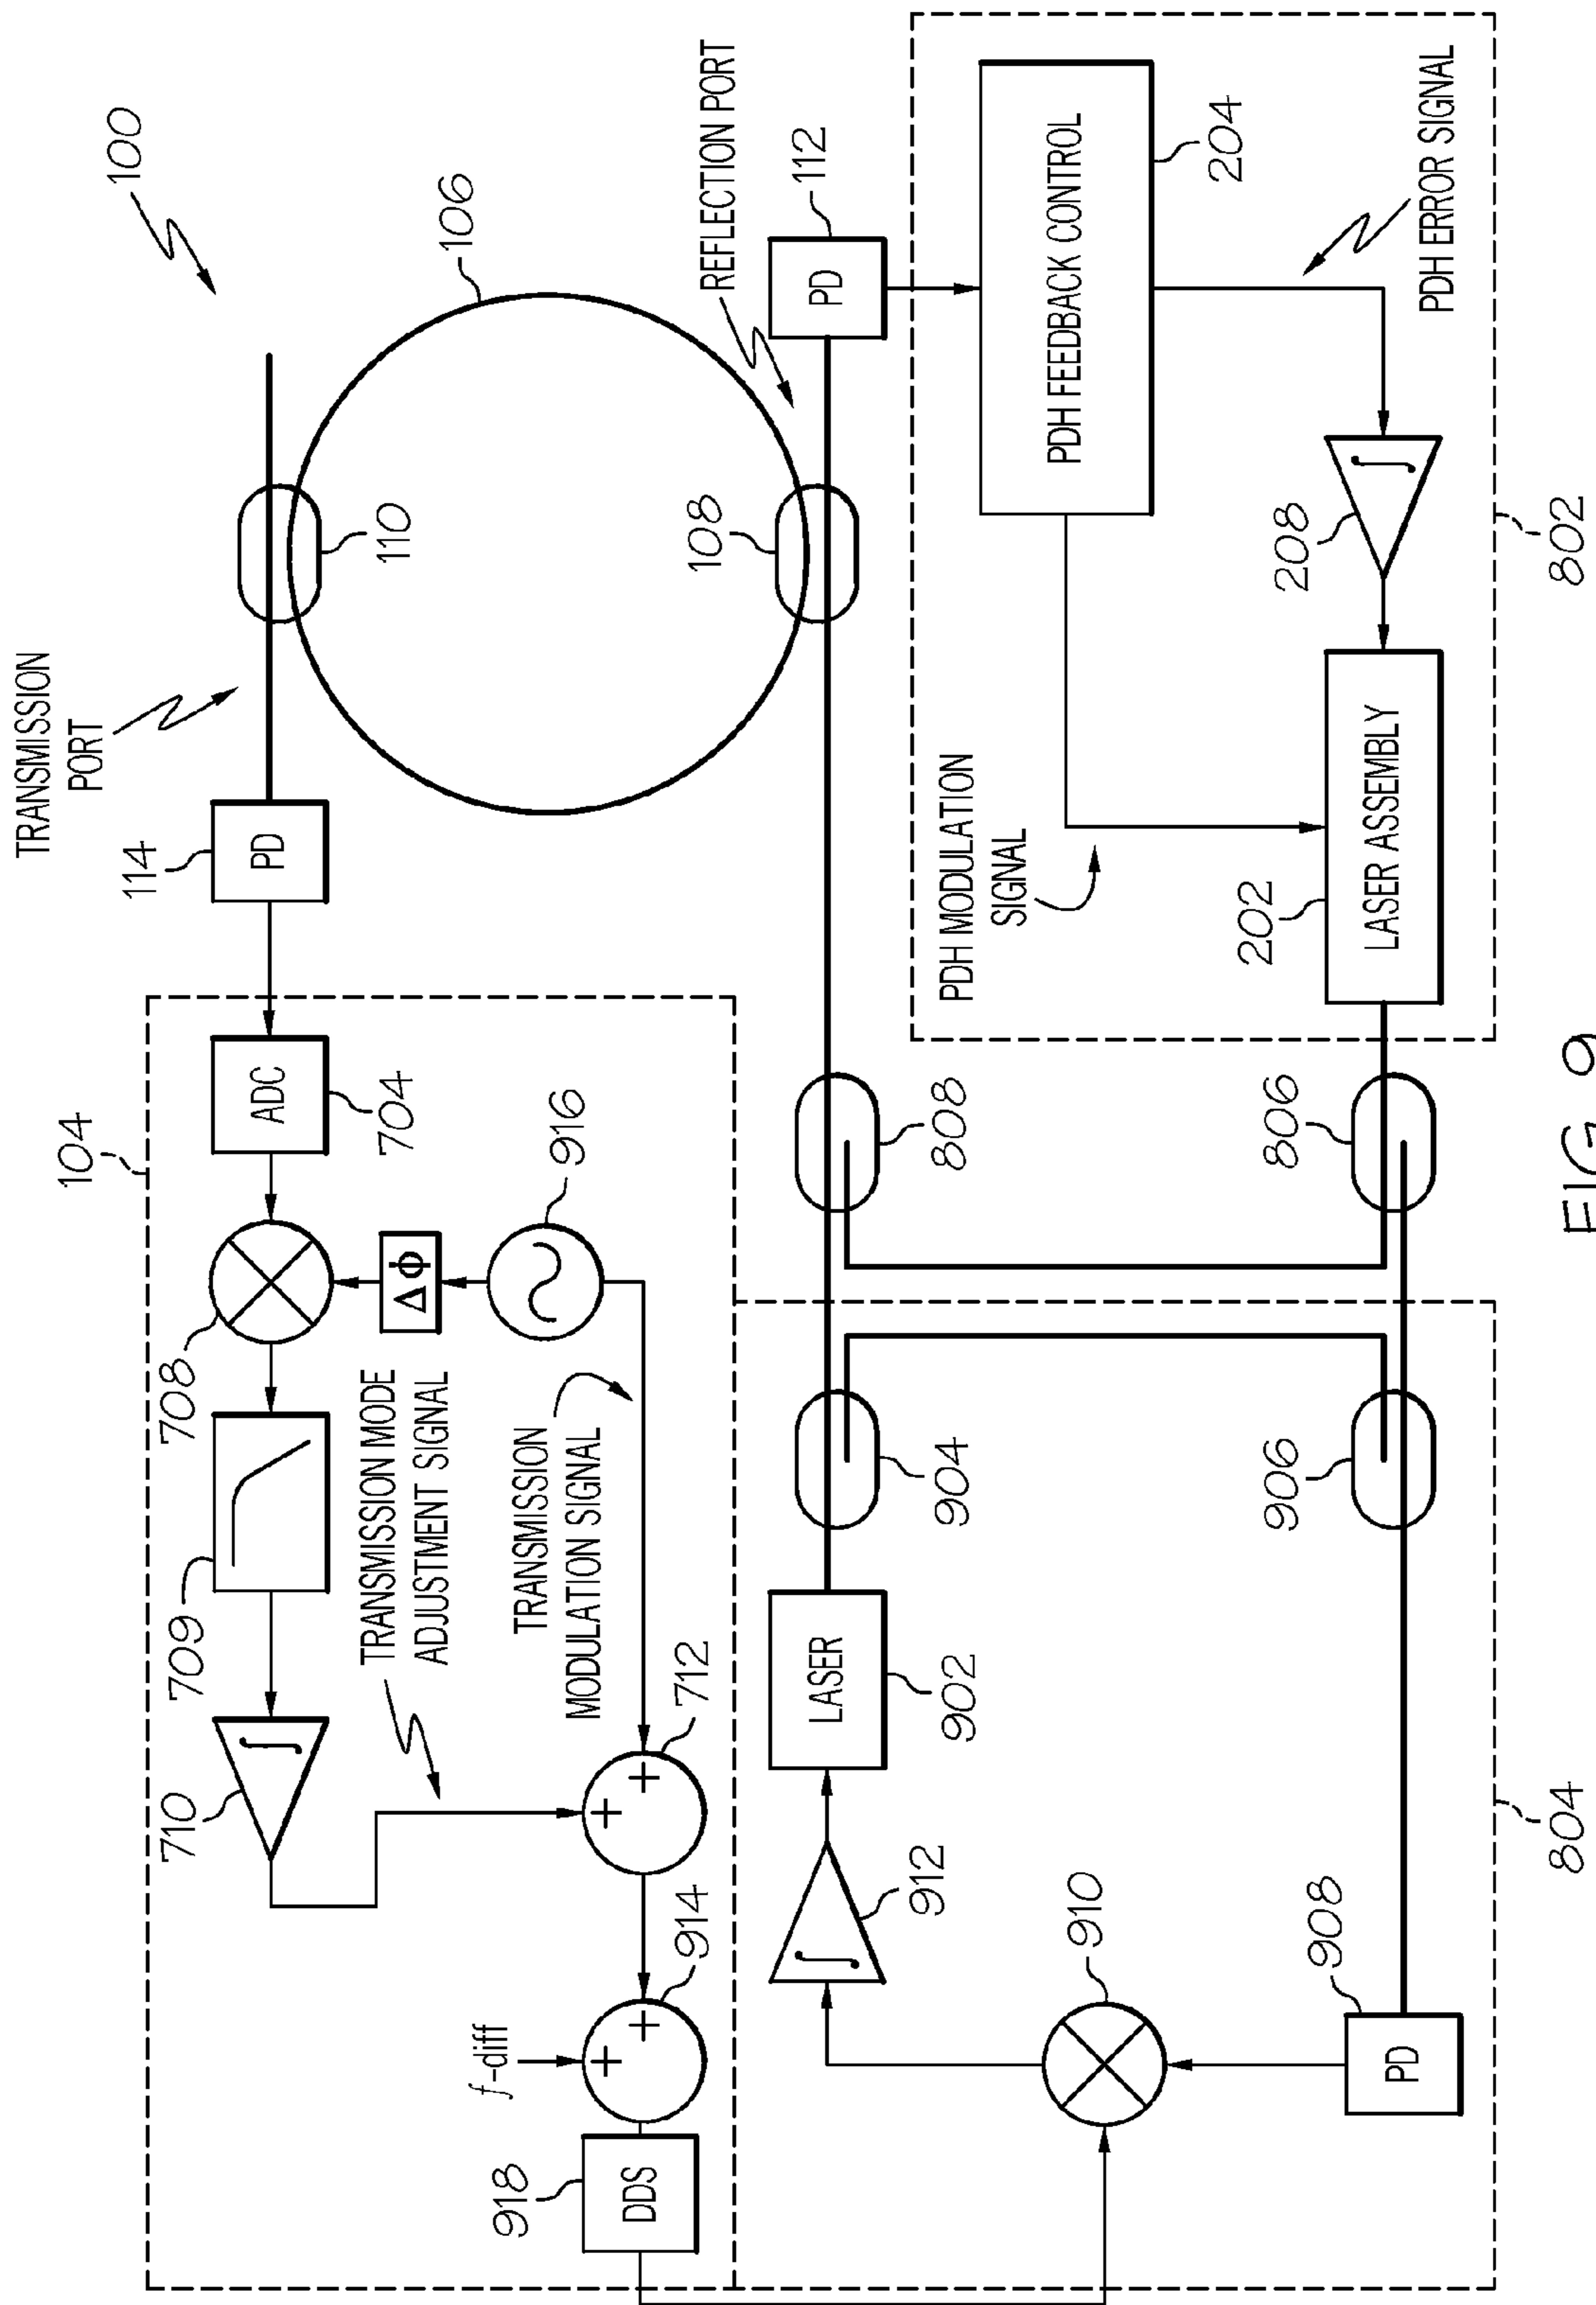 100
TRANSMISSION
PORT
114
PD
110
106
104
ADC
704
708
709
710
TRANSMISSION MODE
ADJUSTMENT SIGNAL
ΔΦ
916
TRANSMISSION
MODULATION SIGNAL
+
+
712
f-diff
+
+
914
DDS
918
REFLECTION PORT
108
PD
112
808
904
LASER
902
∫
912
910
PD
908
906
806
804
PDH FEEDBACK CONTROL
204
PDH MODULATION
SIGNAL
PDH ERROR SIGNAL
∫
208
LASER ASSEMBLY
202
802
∫